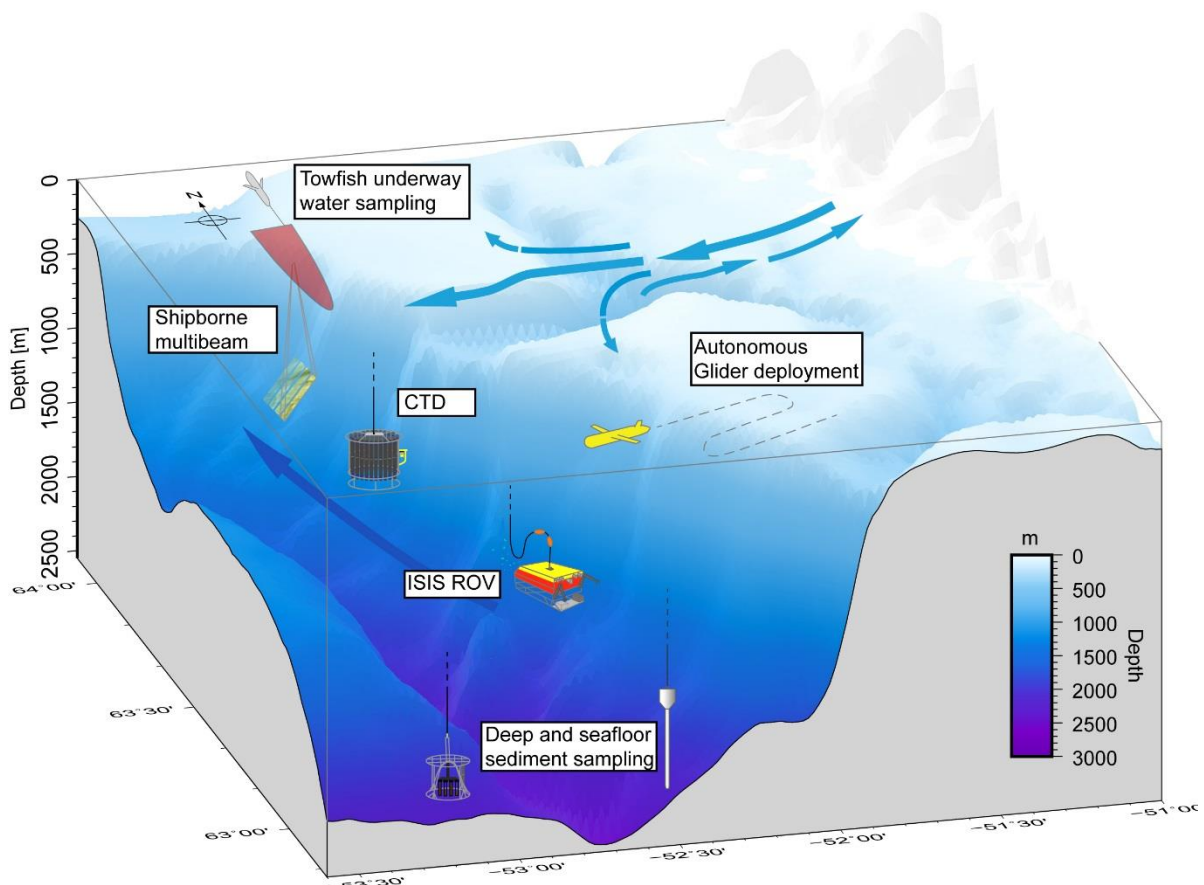 Towfish underway
water sampling
Z
Shipborne
multibeam
CTD
Autonomous
Glider deployment
ISIS ROV
Deep and seafloor
sediment sampling
Depth [m]
0
500
1000
1500
2000
2500
64°00'
63°30'
63°00'
−53°30'
−53°00'
−52°30'
−52°00'
−51°30'
−51°00'
m
0
500
1000
1500
2000
2500
3000
Depth